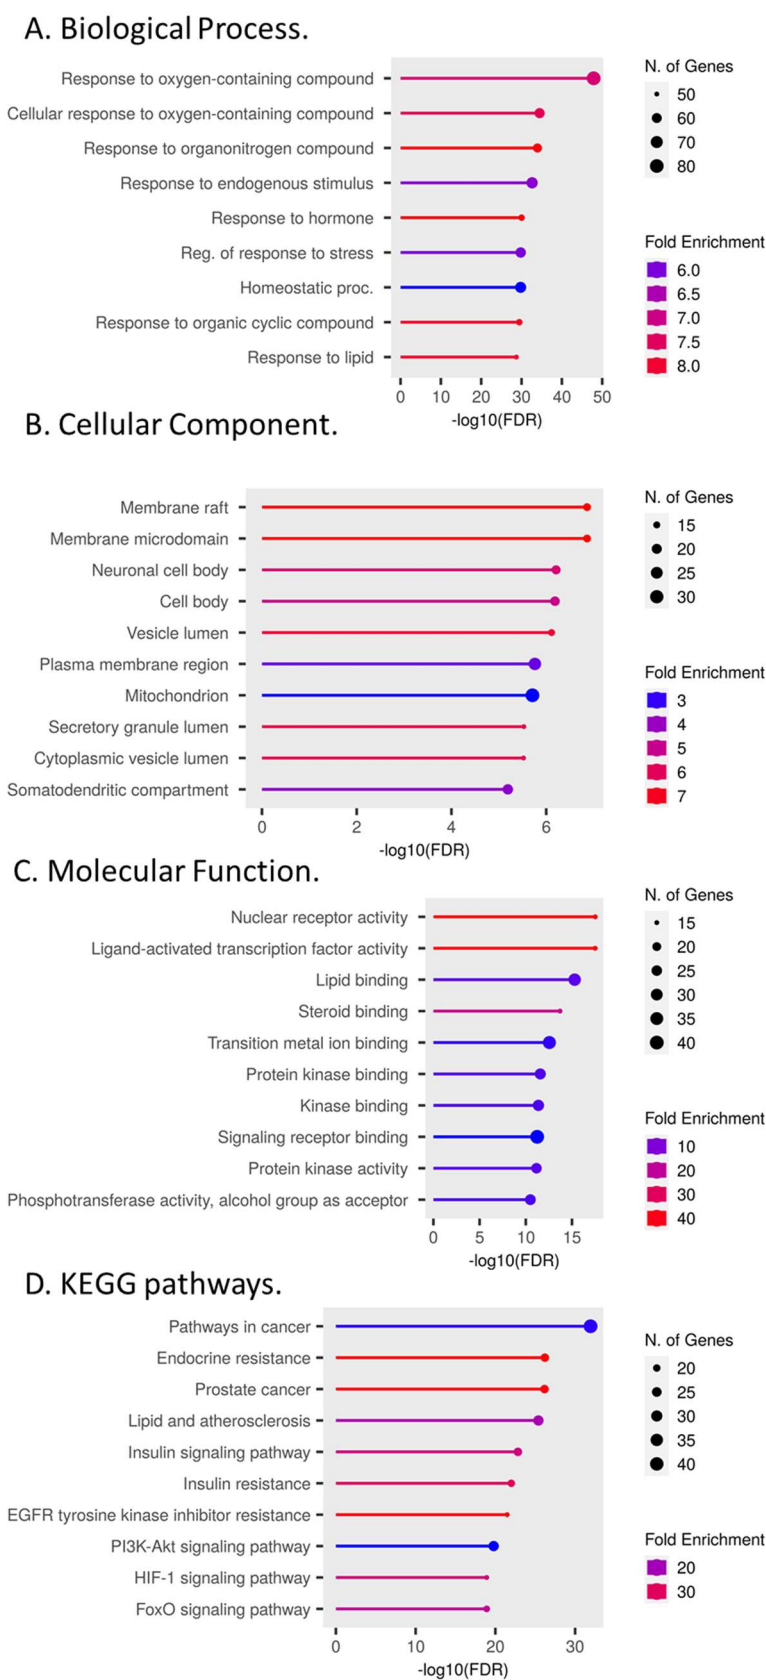 A. Biological Process.
Response to oxygen-containing compound
Cellular response to oxygen-containing compound
Response to organonitrogen compound
Response to endogenous stimulus
Response to hormone
Reg. of response to stress
Homeostatic proc.
Response to organic cyclic compound
Response to lipid
0 10 20 30 40 50
-log10(FDR)
N. of Genes
50
60
70
80
Fold Enrichment
6.0
6.5
7.0
7.5
8.0
B. Cellular Component.
Membrane raft
Membrane microdomain
Neuronal cell body
Cell body
Vesicle lumen
Plasma membrane region
Mitochondrion
Secretory granule lumen
Cytoplasmic vesicle lumen
Somatodendritic compartment
0 2 4 6
-log10(FDR)
N. of Genes
15
20
25
30
Fold Enrichment
3
4
5
6
7
C. Molecular Function.
Nuclear receptor activity
Ligand-activated transcription factor activity
Lipid binding
Steroid binding
Transition metal ion binding
Protein kinase binding
Kinase binding
Signaling receptor binding
Protein kinase activity
Phosphotransferase activity, alcohol group as acceptor
0 5 10 15
-log10(FDR)
N. of Genes
15
20
25
30
35
40
Fold Enrichment
10
20
30
40
D. KEGG pathways.
Pathways in cancer
Endocrine resistance
Prostate cancer
Lipid and atherosclerosis
Insulin signaling pathway
Insulin resistance
EGFR tyrosine kinase inhibitor resistance
PI3K-Akt signaling pathway
HIF-1 signaling pathway
FoxO signaling pathway
0 10 20 30
-log10(FDR)
N. of Genes
20
25
30
35
40
Fold Enrichment
20
30